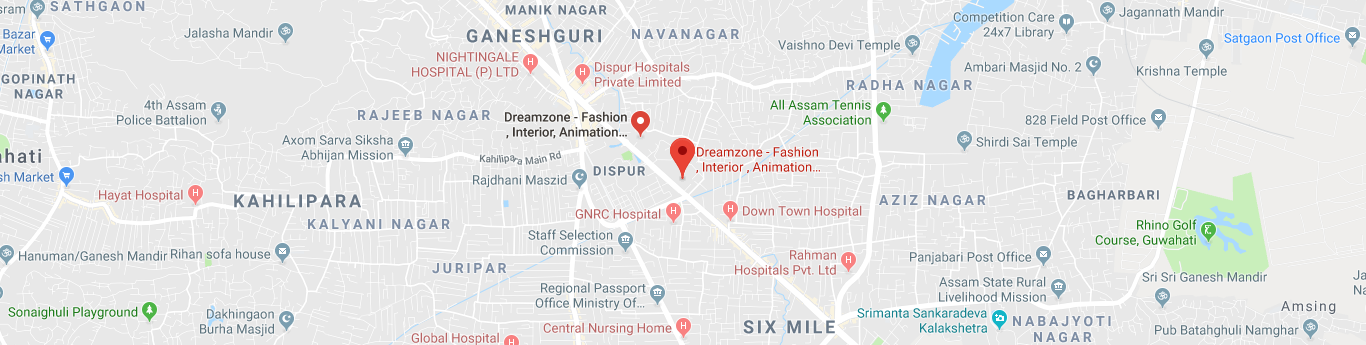 SATHGAON
sram
Bazar
Market
GOPINATH
NAGAR
hati
sh Market
Jalasha Mandir
4th Assam
Police Battalion
RAJEEB NAGAR
Axom Sarva Siksha
Abhijan Mission
Hayat Hospital
KAHILIPARA
KALYANI NAGAR
Hanuman/Ganesh Mandir
Rihan sofa house
JURIPAR
Sonaighuli Playground
Dakhingaon
Burha Masjid
Global Hospital
MANIK NAGAR
GANESHGURI
NAVANAGAR
NIGHTINGALE
HOSPITAL (P) LTD
Dispur Hospitals
Private Limited
Dreamzone - Fashion
, Interior, Animation...
Dreamzone - Fashion
, Interior , Animation...
Kahilipara Main Rd
DISPUR
Rajdhani Maszid
GNRC Hospital
Down Town Hospital
Staff Selection
Commission
Regional Passport
Office Ministry Of...
Central Nursing Home
Rahman
Hospitals Pvt. Ltd
SIX MILE
Vaishno Devi Temple
Competition Care
24x7 Library
Jagannath Mandir
Satgaon Post Office
Krishna Temple
Ambari Masjid No. 2
RADHA NAGAR
All Assam Tennis
Association
828 Field Post Office
Shirdi Sai Temple
AZIZ NAGAR
BAGHARBARI
Rhino Golf
Course, Guwahati
Panjabari Post Office
Sri Sri Ganesh Mandir
Assam State Rural
Livelihood Mission
Srimanta Sankaradeva
Kalakshetra
NABAJYOTI
NAGAR
Amsing
Pub Batahghuli Namghar